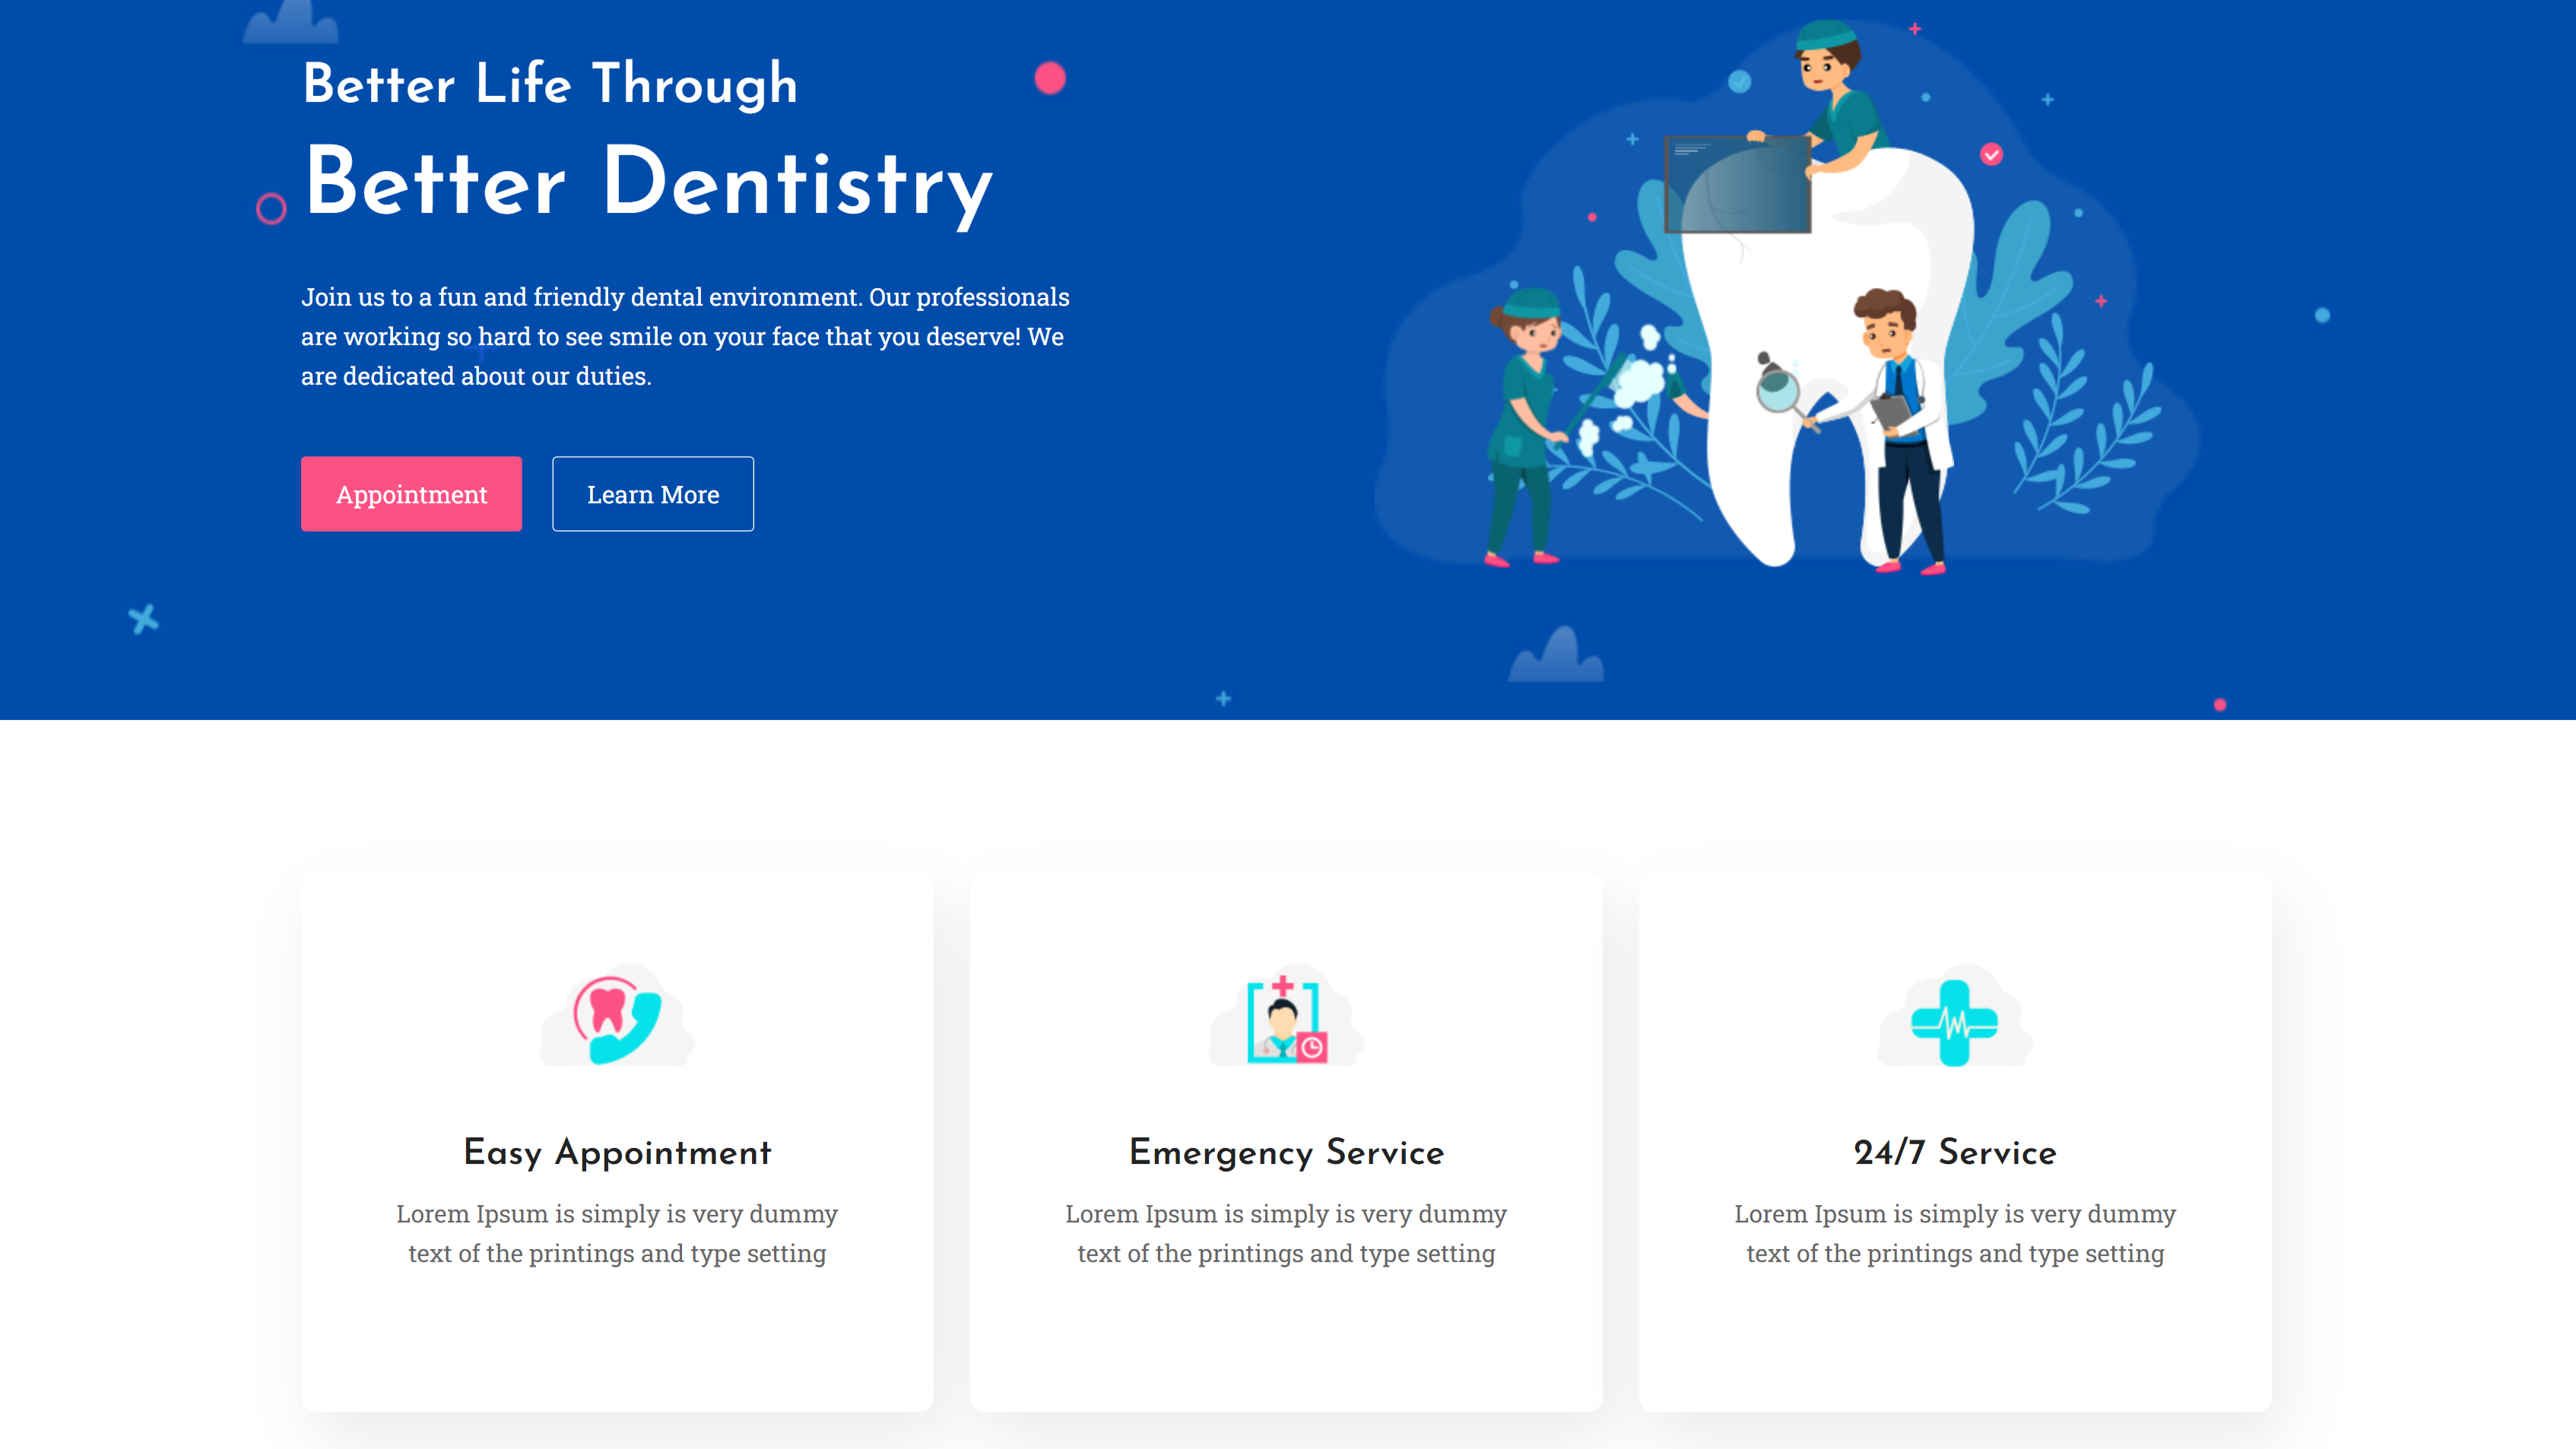 Better Life Through
Better Dentistry
Join us to a fun and friendly dental environment. Our professionals
are working so hard to see smile on your face that you deserve! We
are dedicated about our duties.
Appointment
Learn More
Easy Appointment
Lorem Ipsum is simply is very dummy
text of the printings and type setting
Emergency Service
Lorem Ipsum is simply is very dummy
text of the printings and type setting
24/7 Service
Lorem Ipsum is simply is very dummy
text of the printings and type setting